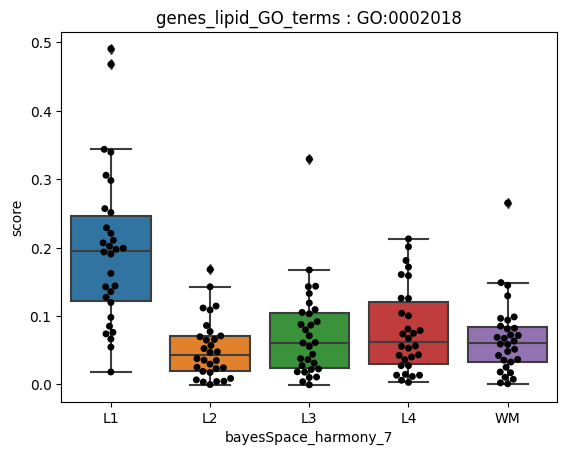 genes_lipid_GO_terms : GO:0002018
0.5
0.4
0.3
0.2
0.1
0.0
score
L1 L2 L3 L4 WM
bayesSpace_harmony_7